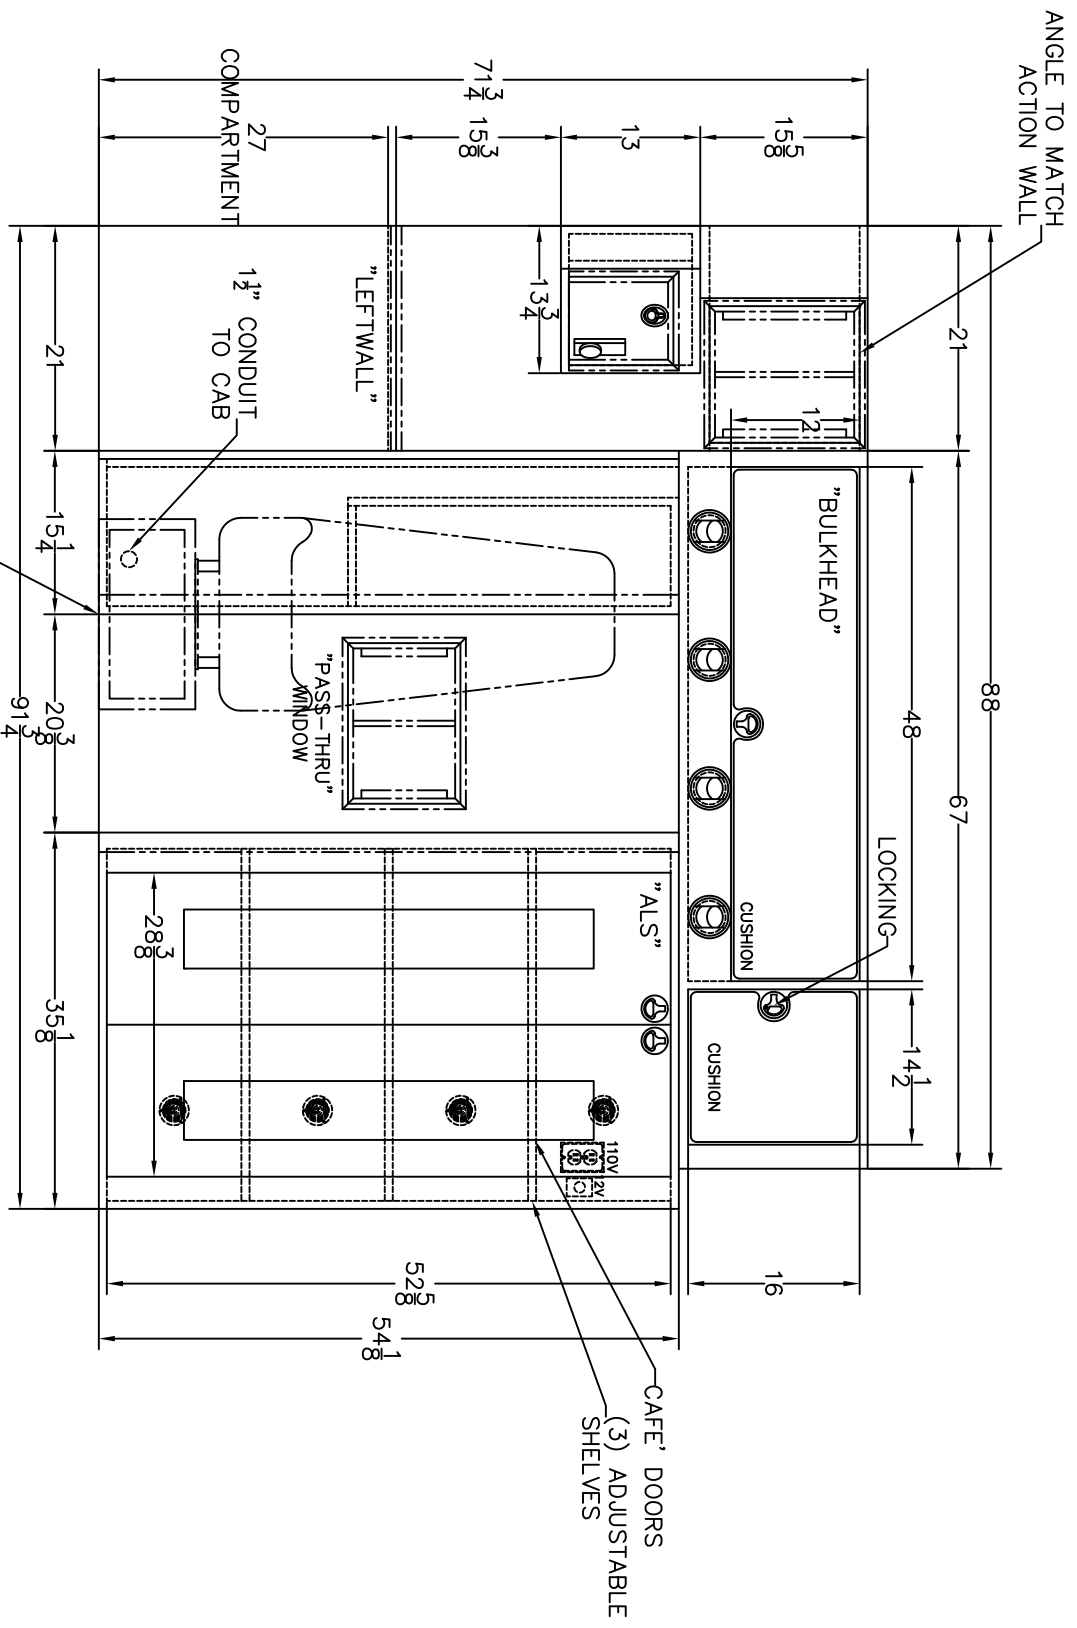 ANGLE TO MATCH
ACTION WALL
88
21
67
48
14 1/2
LOCKING
12
"BULKHEAD"
CUSHION
CUSHION
16
71 3/4
15 5/8
13
15 3/8
27
COMPARTMENT
13 3/4
"LEFTWALL"
1 1/2" CONDUIT
TO CAB
"PASS-THRU"
WINDOW
"ALS"
110V
12V
28 3/8
CAFE' DOORS
(3) ADJUSTABLE
SHELVES
52 5/8
54 1/8
21
15 1/4
20 3/8
35 1/8
91 3/4